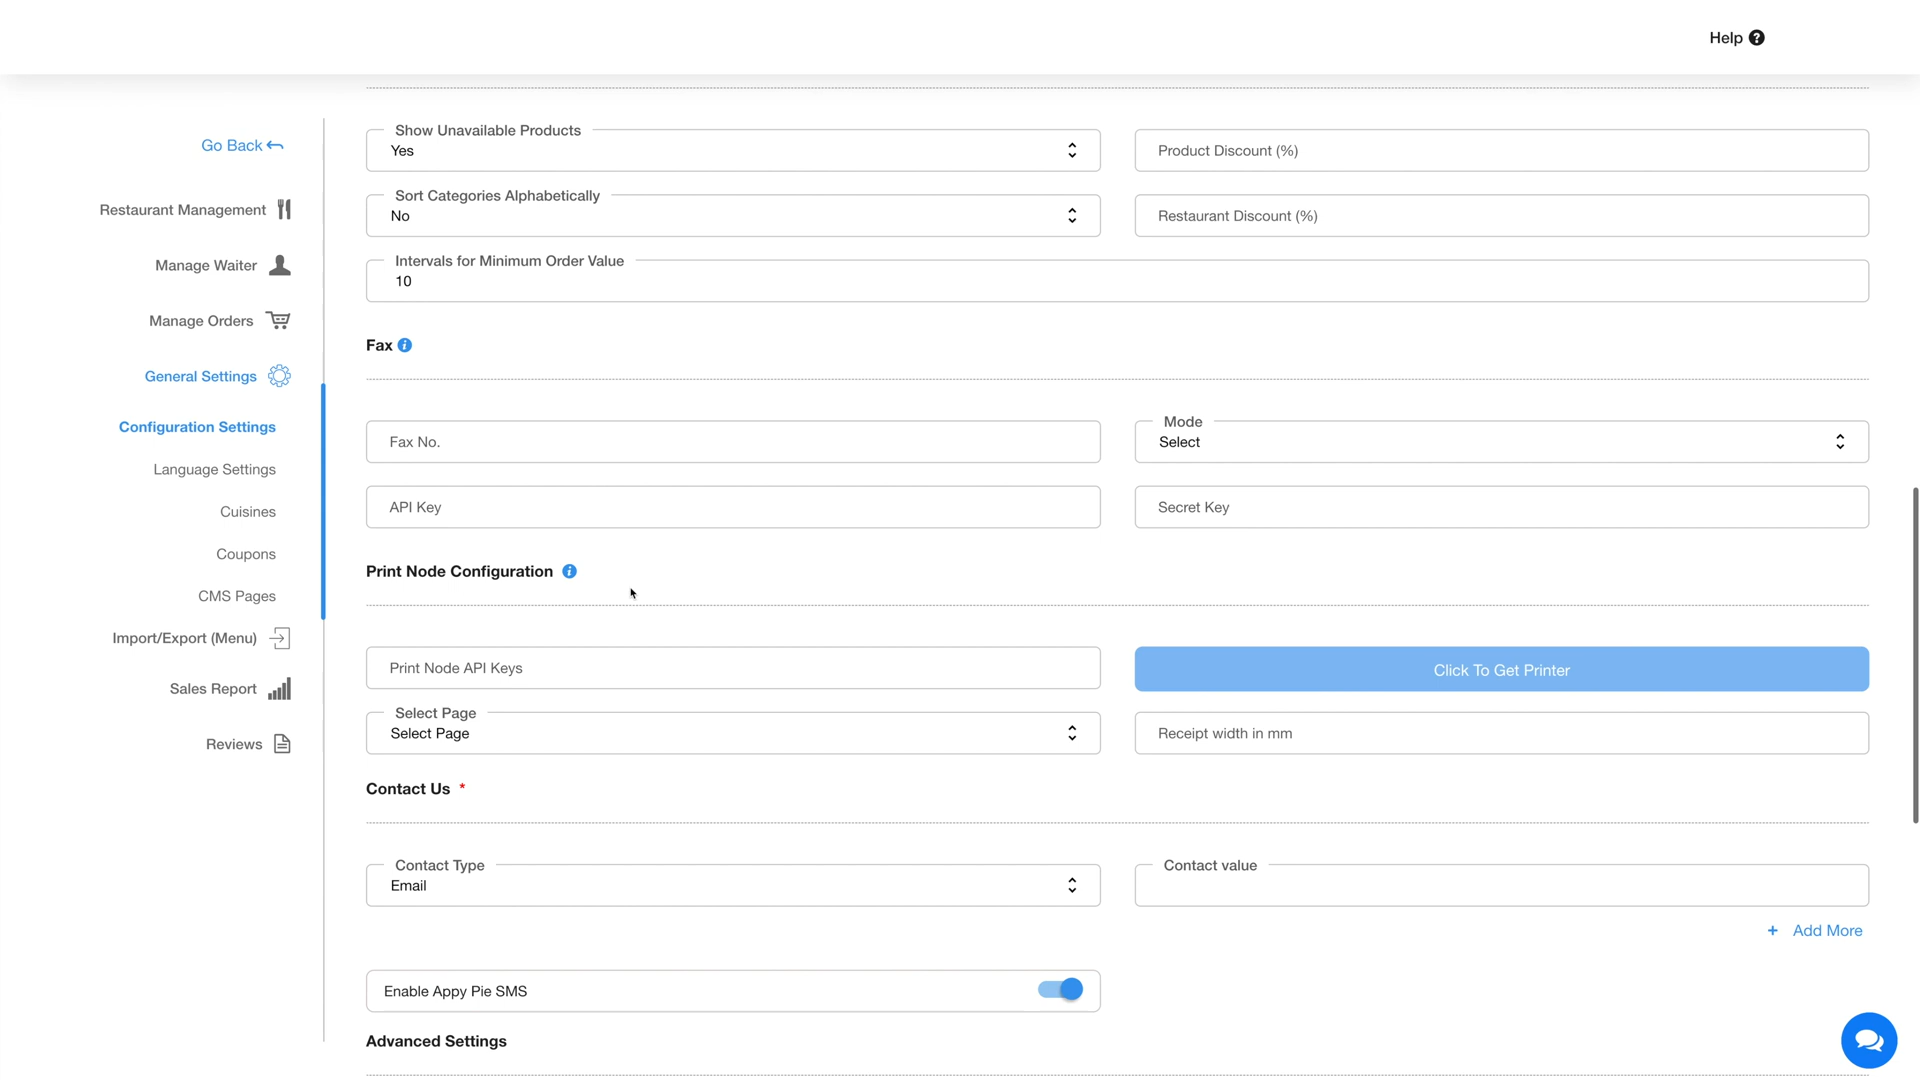 Help
Go Back
Restaurant Management
Manage Waiter
Manage Orders
General Settings
Configuration Settings
Language Settings
Cuisines
Coupons
CMS Pages
Import/Export (Menu)
Sales Report
Reviews
Show Unavailable Products
Yes
Product Discount (%)
Sort Categories Alphabetically
No
Restaurant Discount (%)
Intervals for Minimum Order Value
10
Fax
Fax No.
Mode
Select
API Key
Secret Key
Print Node Configuration
Print Node API Keys
Click To Get Printer
Select Page
Select Page
Receipt width in mm
Contact Us *
Contact Type
Email
Contact value
+ Add More
Enable Appy Pie SMS
Advanced Settings